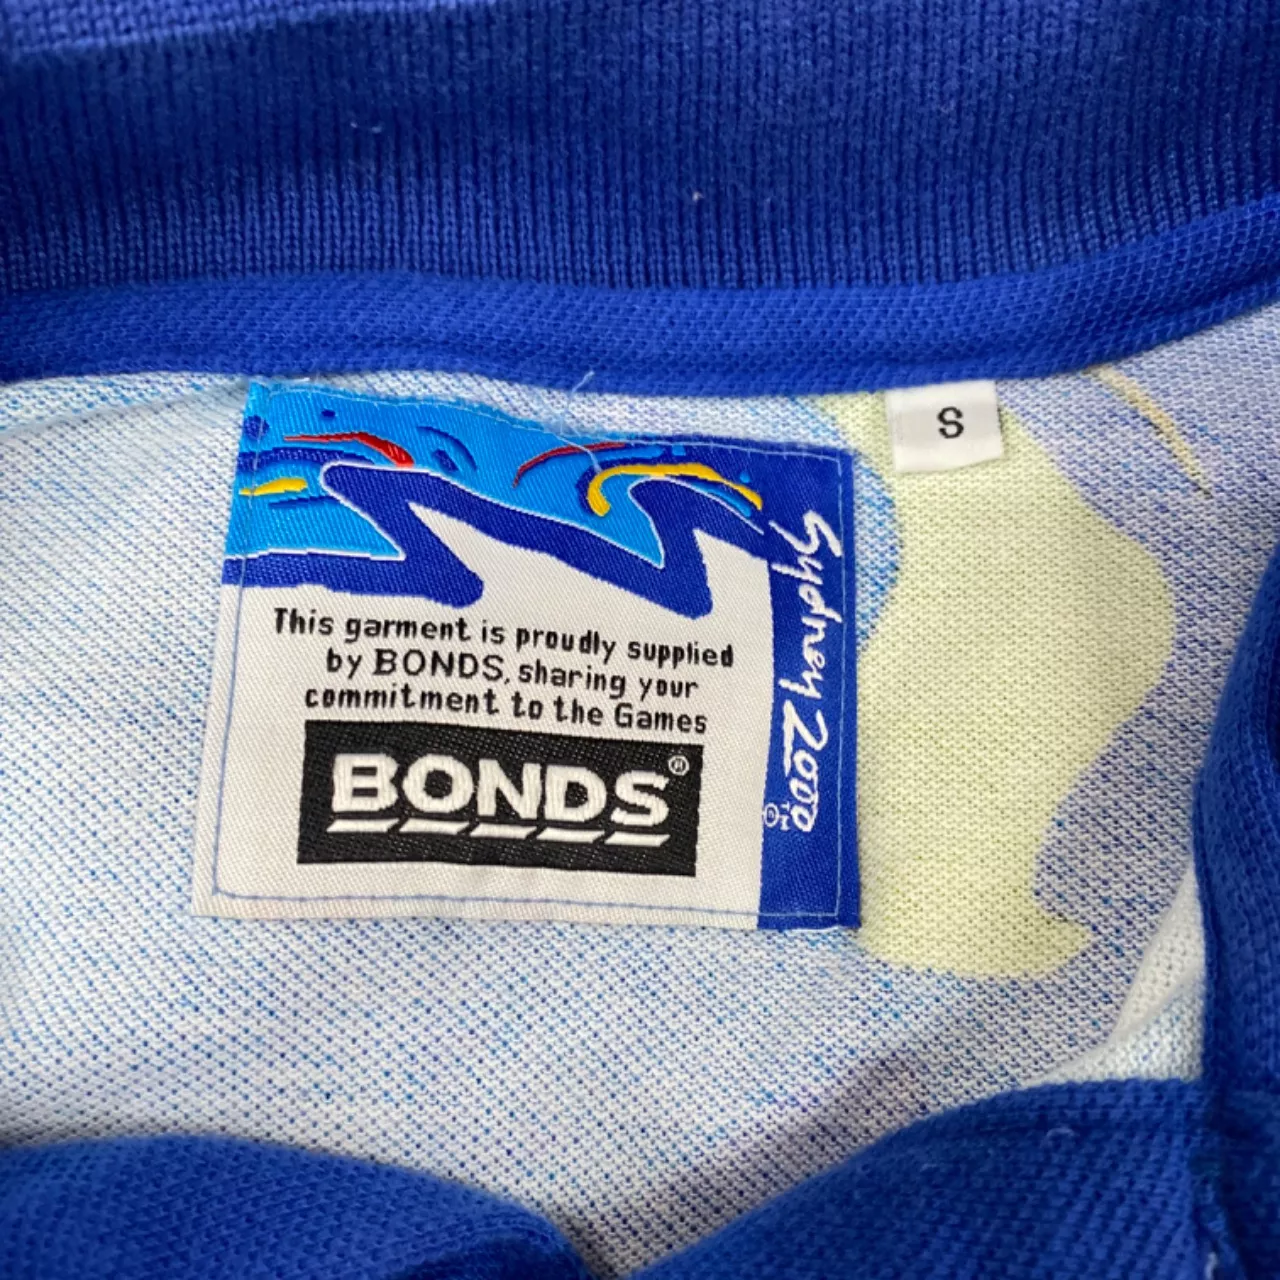 S
Sydney 2000
This garment is proudly supplied
by BONDS, sharing your
commitment to the Games
BONDS®